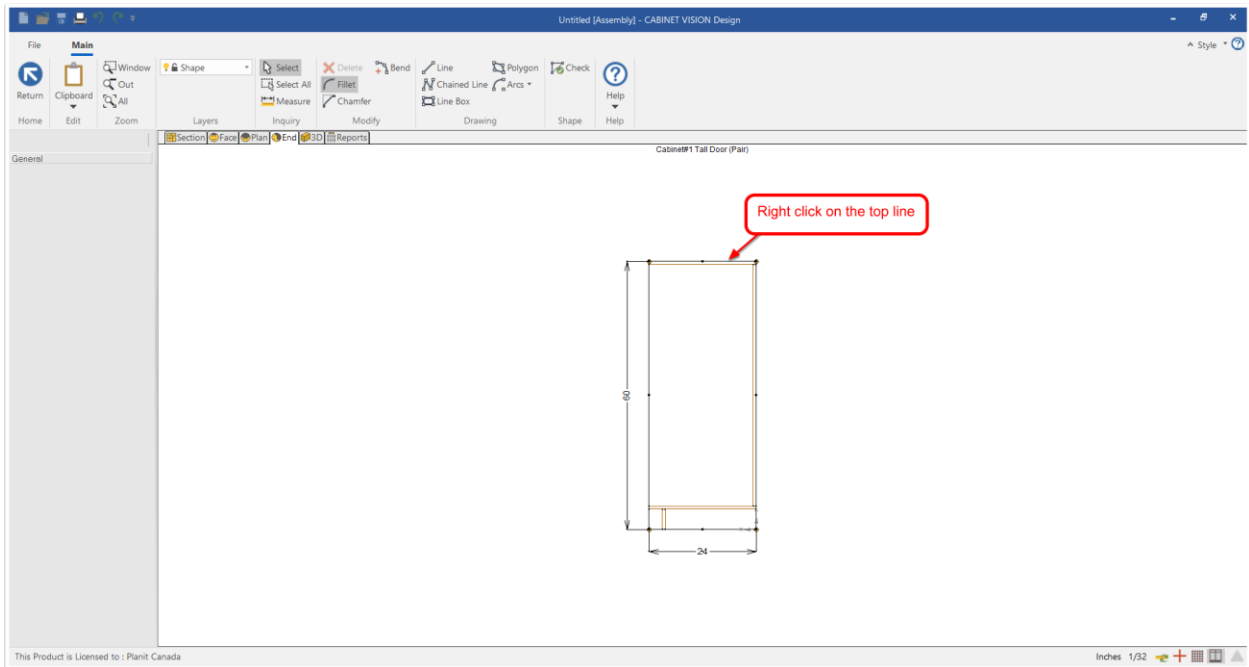 Untitled [Assembly] - CABINET VISION Design
File Main Style
Window Shape Select Delete Bend Line Polygon Check
Return Clipboard Out Select All Fillet Chained Line Arcs Help
All Measure Chamfer Line Box
Home Edit Zoom Layers Inquiry Modify Drawing Shape Help
Section Face Plan End 3D Reports
General
Cabinet#1 Tall Door (Pair)
Right click on the top line
60
24
This Product is Licensed to : Planit Canada Inches 1/32